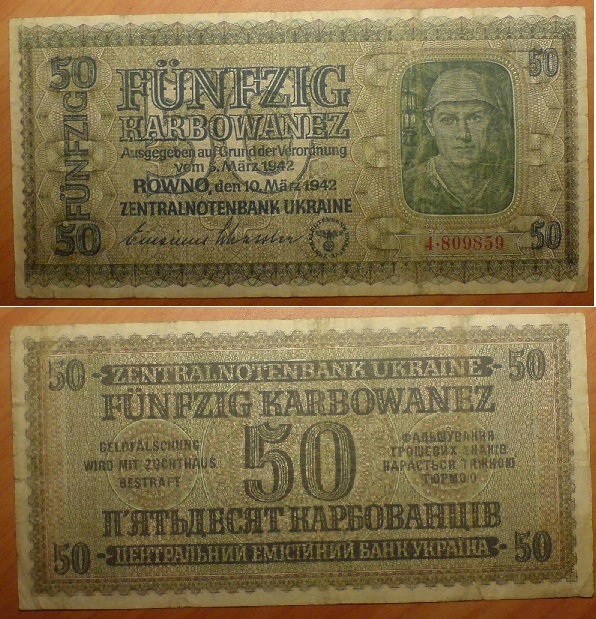 50
50
FÜNFZIG
FÜNFZIG
KARBOWANEZ
Ausgegeben auf Grund der Verordnung
vom 5. März 1942
ROWNO, den 10. März 1942
ZENTRALNOTENBANK UKRAINE
50
4·809859
50
50
ZENTRALNOTENBANK UKRAINE
50
FÜNFZIG KARBOWANEZ
GELDFÄLSCHUNG
WIRD MIT ZUCHTHAUS
BESTRAFT
50
ФАЛЬШУВАННЯ
ГРОШЕВИХ ЗНАКІВ
КАРАЄТЬСЯ ТЯЖКОЮ
ТЮРМОЮ
П'ЯТЬДЕСЯТ КАРБОВАНЦІВ
50
ЦЕНТРАЛЬНИЙ ЕМІСІЙНИЙ БАНК УКРАЇНА
50